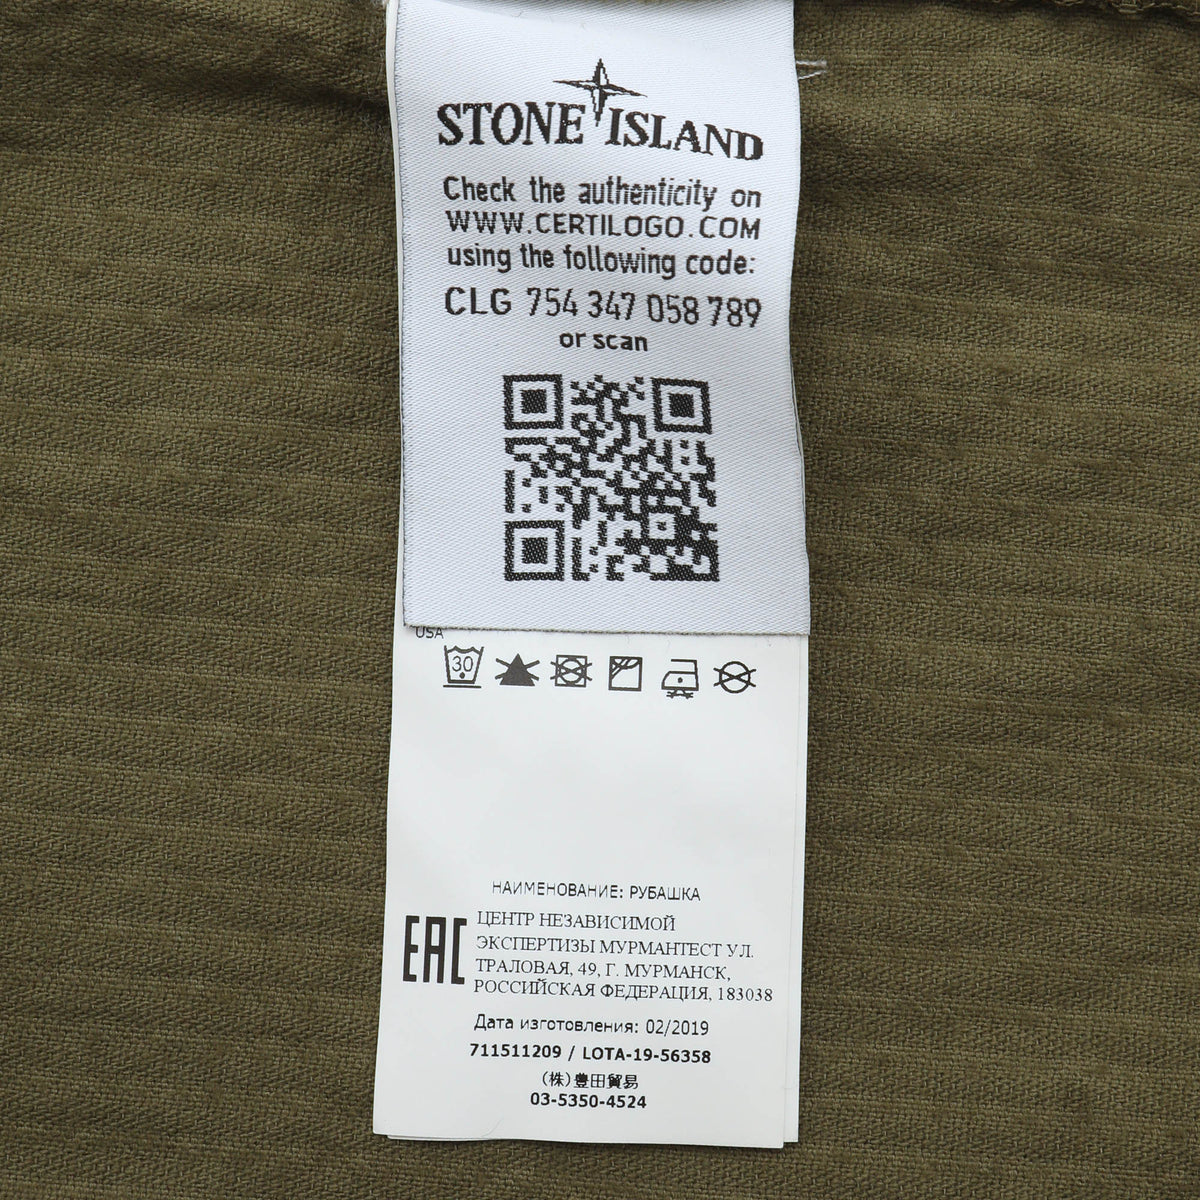 STONE ISLAND
Check the authenticity on
WWW.CERTILOGO.COM
using the following code:
CLG 754 347 058 789
or scan
USA
30
НАИМЕНОВАНИЕ: РУБАШКА
EAC
ЦЕНТР НЕЗАВИСИМОЙ
ЭКСПЕРТИЗЫ МУРМАНТЕСТ УЛ.
ТРАЛОВАЯ, 49, Г. МУРМАНСК,
РОССИЙСКАЯ ФЕДЕРАЦИЯ, 183038
Дата изготовления: 02/2019
711511209 / LOTA-19-56358
(株)豊田貿易
03-5350-4524